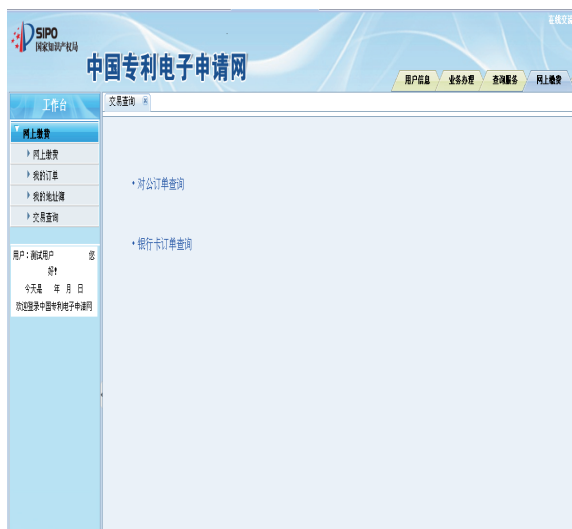 在线交流
SIPO
国家知识产权局
中国专利电子申请网
用户信息 业务办理 查询服务 网上缴费
工作台
交易查询
网上缴费
网上缴费
我的订单
我的地址簿
交易查询
对公订单查询
银行卡订单查询
用户：测试用户 您
好！
今天是 年 月 日
欢迎登录中国专利电子申请网